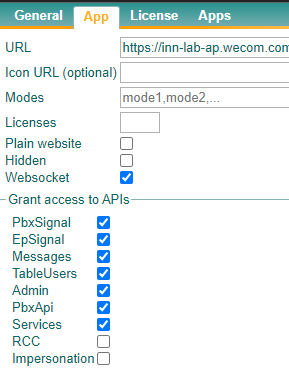 General App License Apps
URL https://inn-lab-ap.wecom.com
Icon URL (optional)
Modes mode1,mode2,...
Licenses
Plain website
Hidden
Websocket
Grant access to APIs
PbxSignal
EpSignal
Messages
TableUsers
Admin
PbxApi
Services
RCC
Impersonation